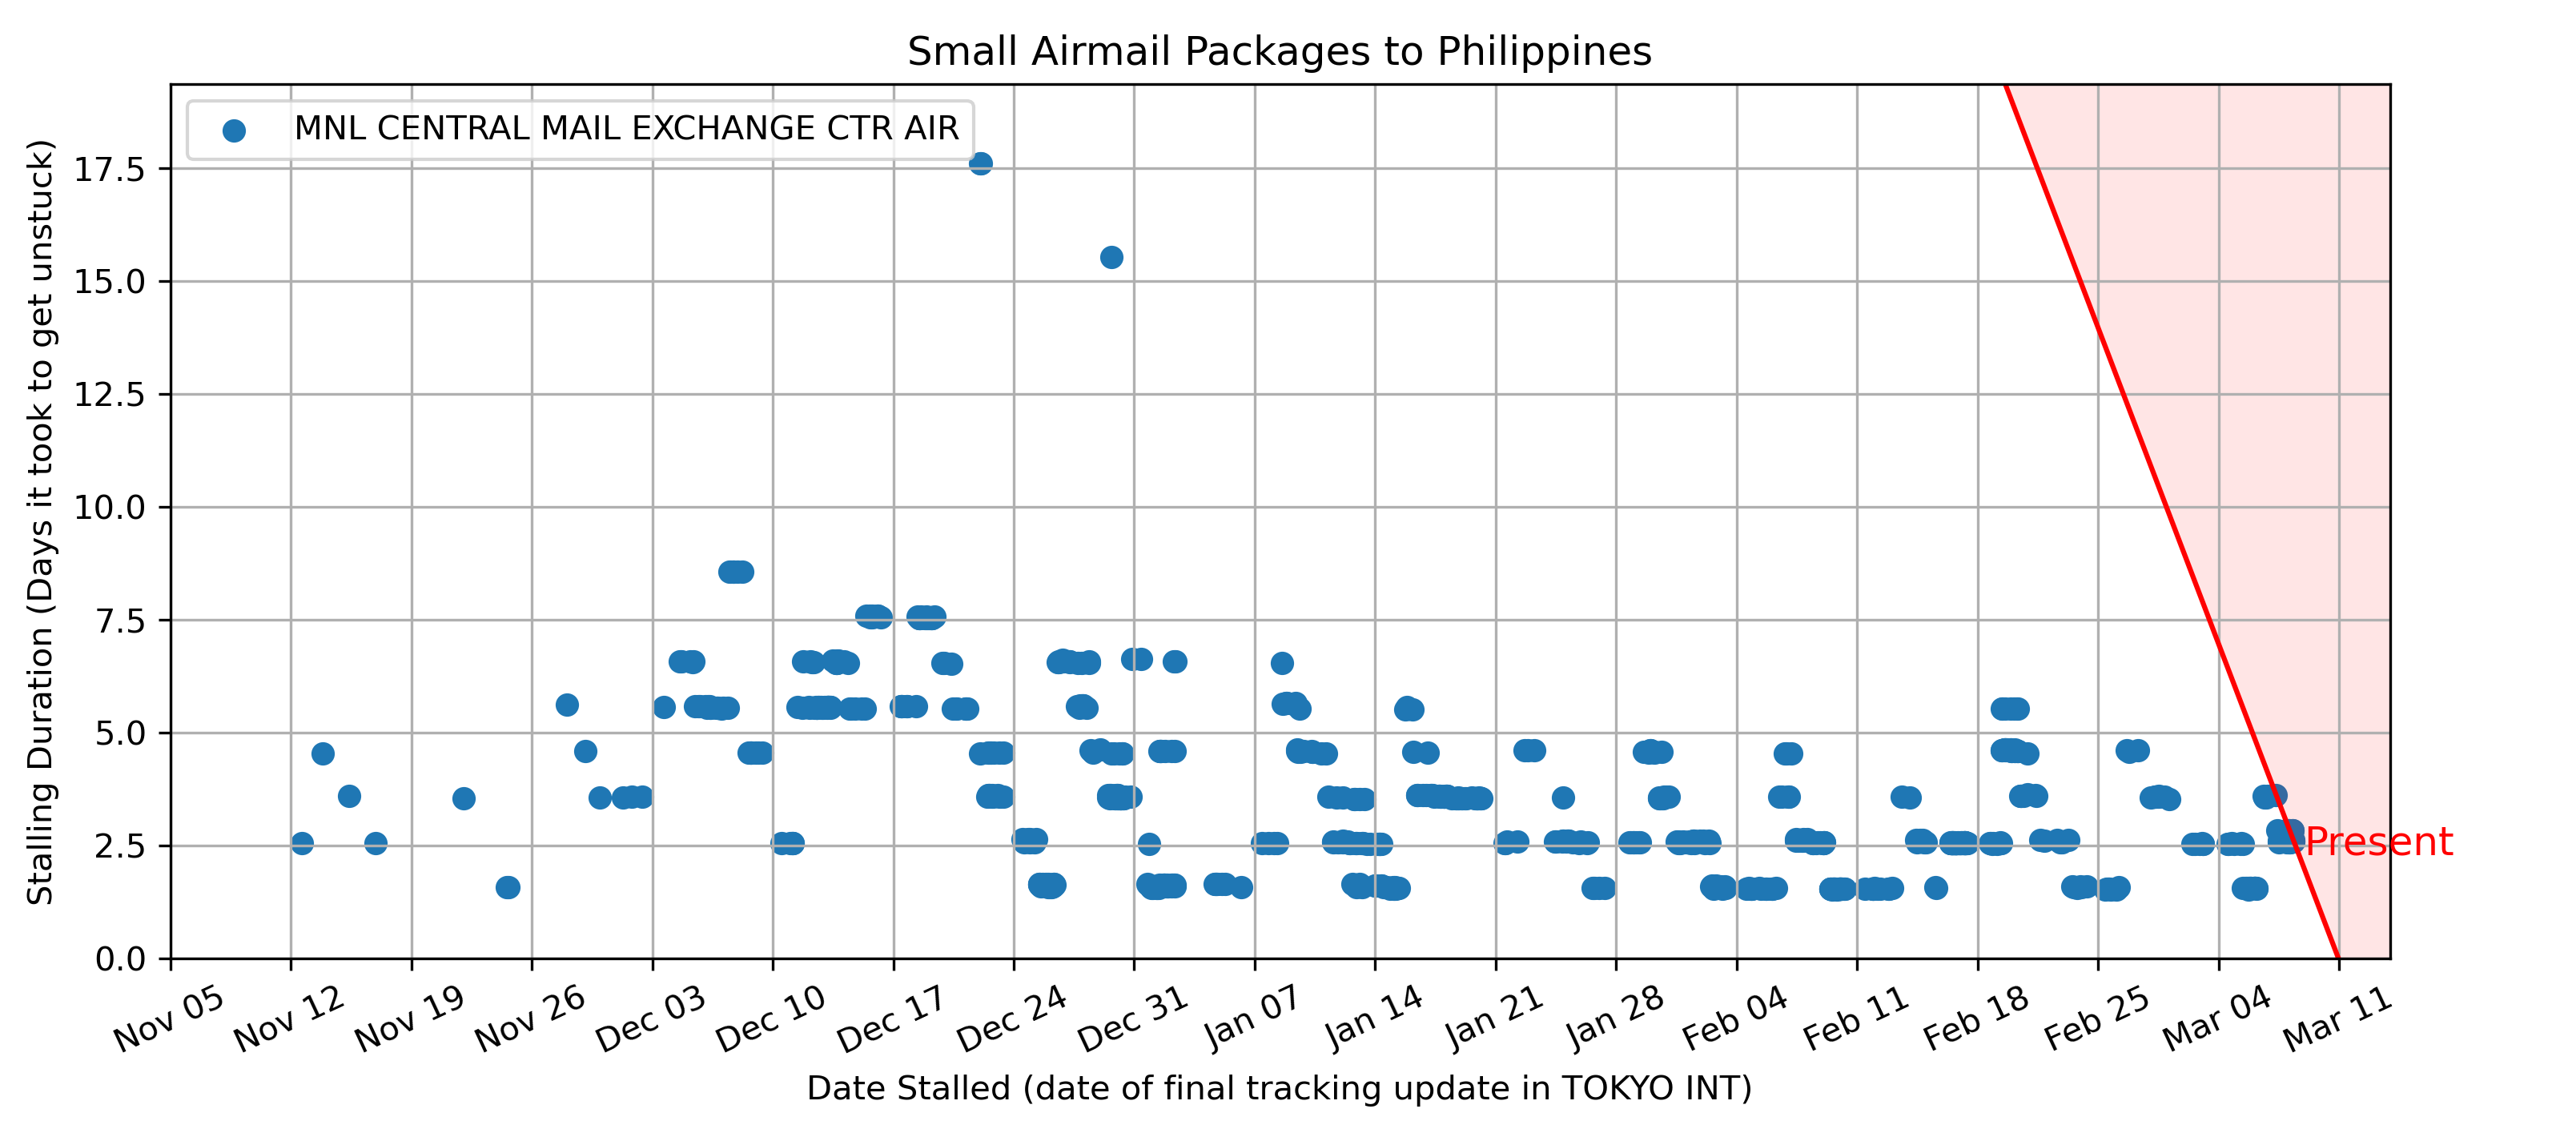 Small Airmail Packages to Philippines
MNL CENTRAL MAIL EXCHANGE CTR AIR
Stalling Duration (Days it took to get unstuck)
17.5
15.0
12.5
10.0
7.5
5.0
2.5
0.0
Present
Nov 05
Nov 12
Nov 19
Nov 26
Dec 03
Dec 10
Dec 17
Dec 24
Dec 31
Jan 07
Jan 14
Jan 21
Jan 28
Feb 04
Feb 11
Feb 18
Feb 25
Mar 04
Mar 11
Date Stalled (date of final tracking update in TOKYO INT)